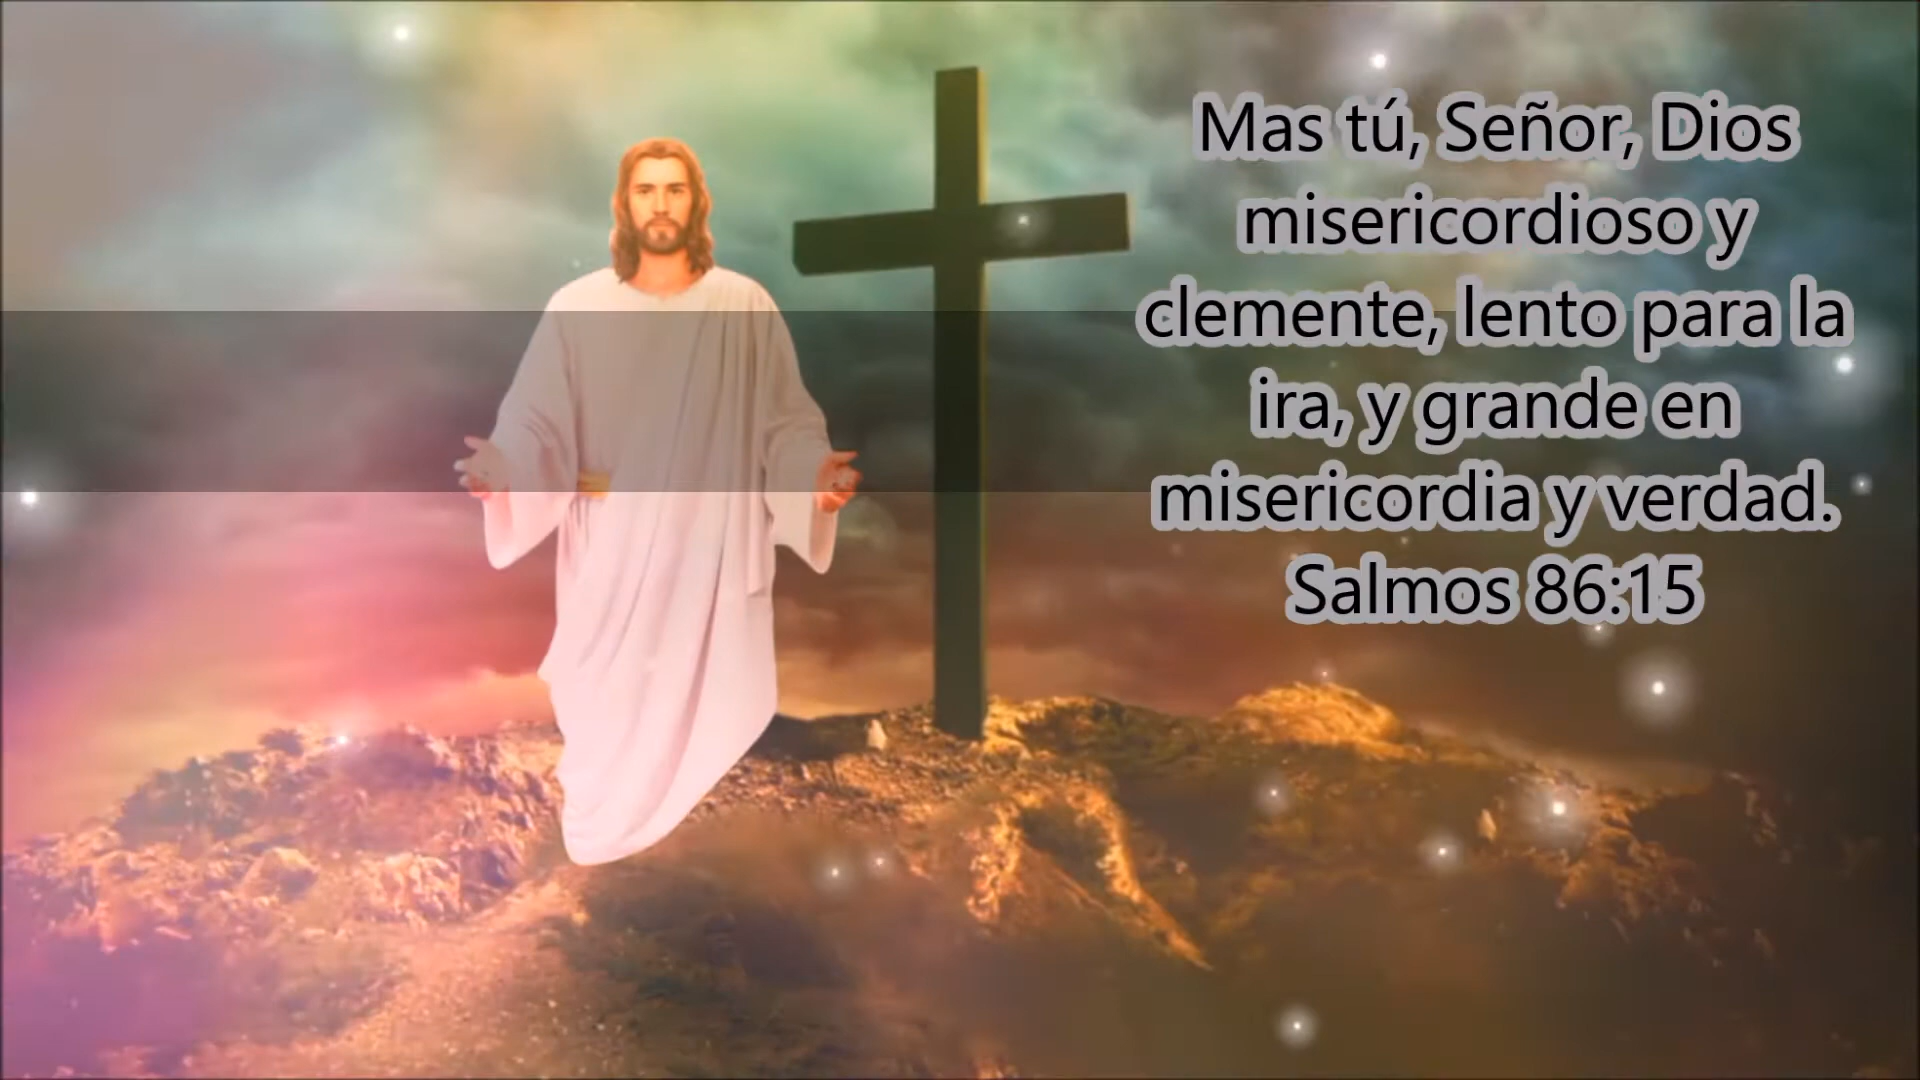 Mas tú, Señor, Dios
misericordioso y
clemente, lento para la
ira, y grande en
misericordia y verdad.
Salmos 86:15